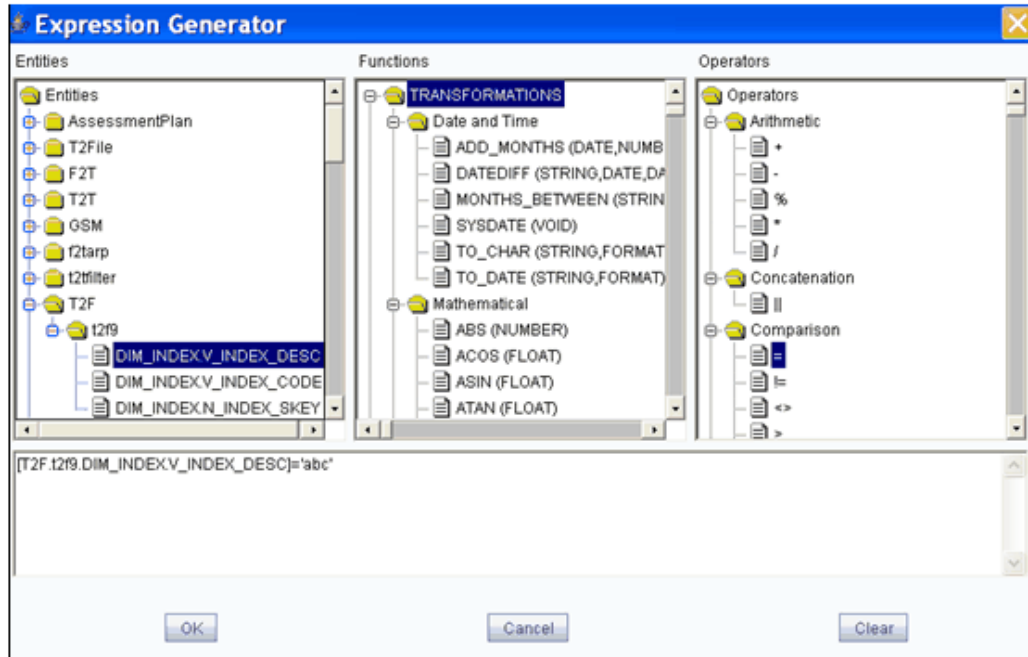 Expression Generator
Entities
Entities
AssessmentPlan
T2File
F2T
T2T
GSM
f2tarp
t2tfilter
T2F
t2f9
DIM_INDEX.V_INDEX_DESC
DIM_INDEX.V_INDEX_CODE
DIM_INDEX.N_INDEX_SKEY
Functions
TRANSFORMATIONS
Date and Time
ADD_MONTHS (DATE,NUMB
DATEDIFF (STRING,DATE,DA
MONTHS_BETWEEN (STRIN
SYSDATE (VOID)
TO_CHAR (STRING,FORMAT
TO_DATE (STRING,FORMAT)
Mathematical
ABS (NUMBER)
ACOS (FLOAT)
ASIN (FLOAT)
ATAN (FLOAT)
Operators
Operators
Arithmetic
+
-
%
*
/
Concatenation
||
Comparison
=
!=
<>
>
[T2F.t2f9.DIM_INDEX.V_INDEX_DESC]='abc'
OK
Cancel
Clear